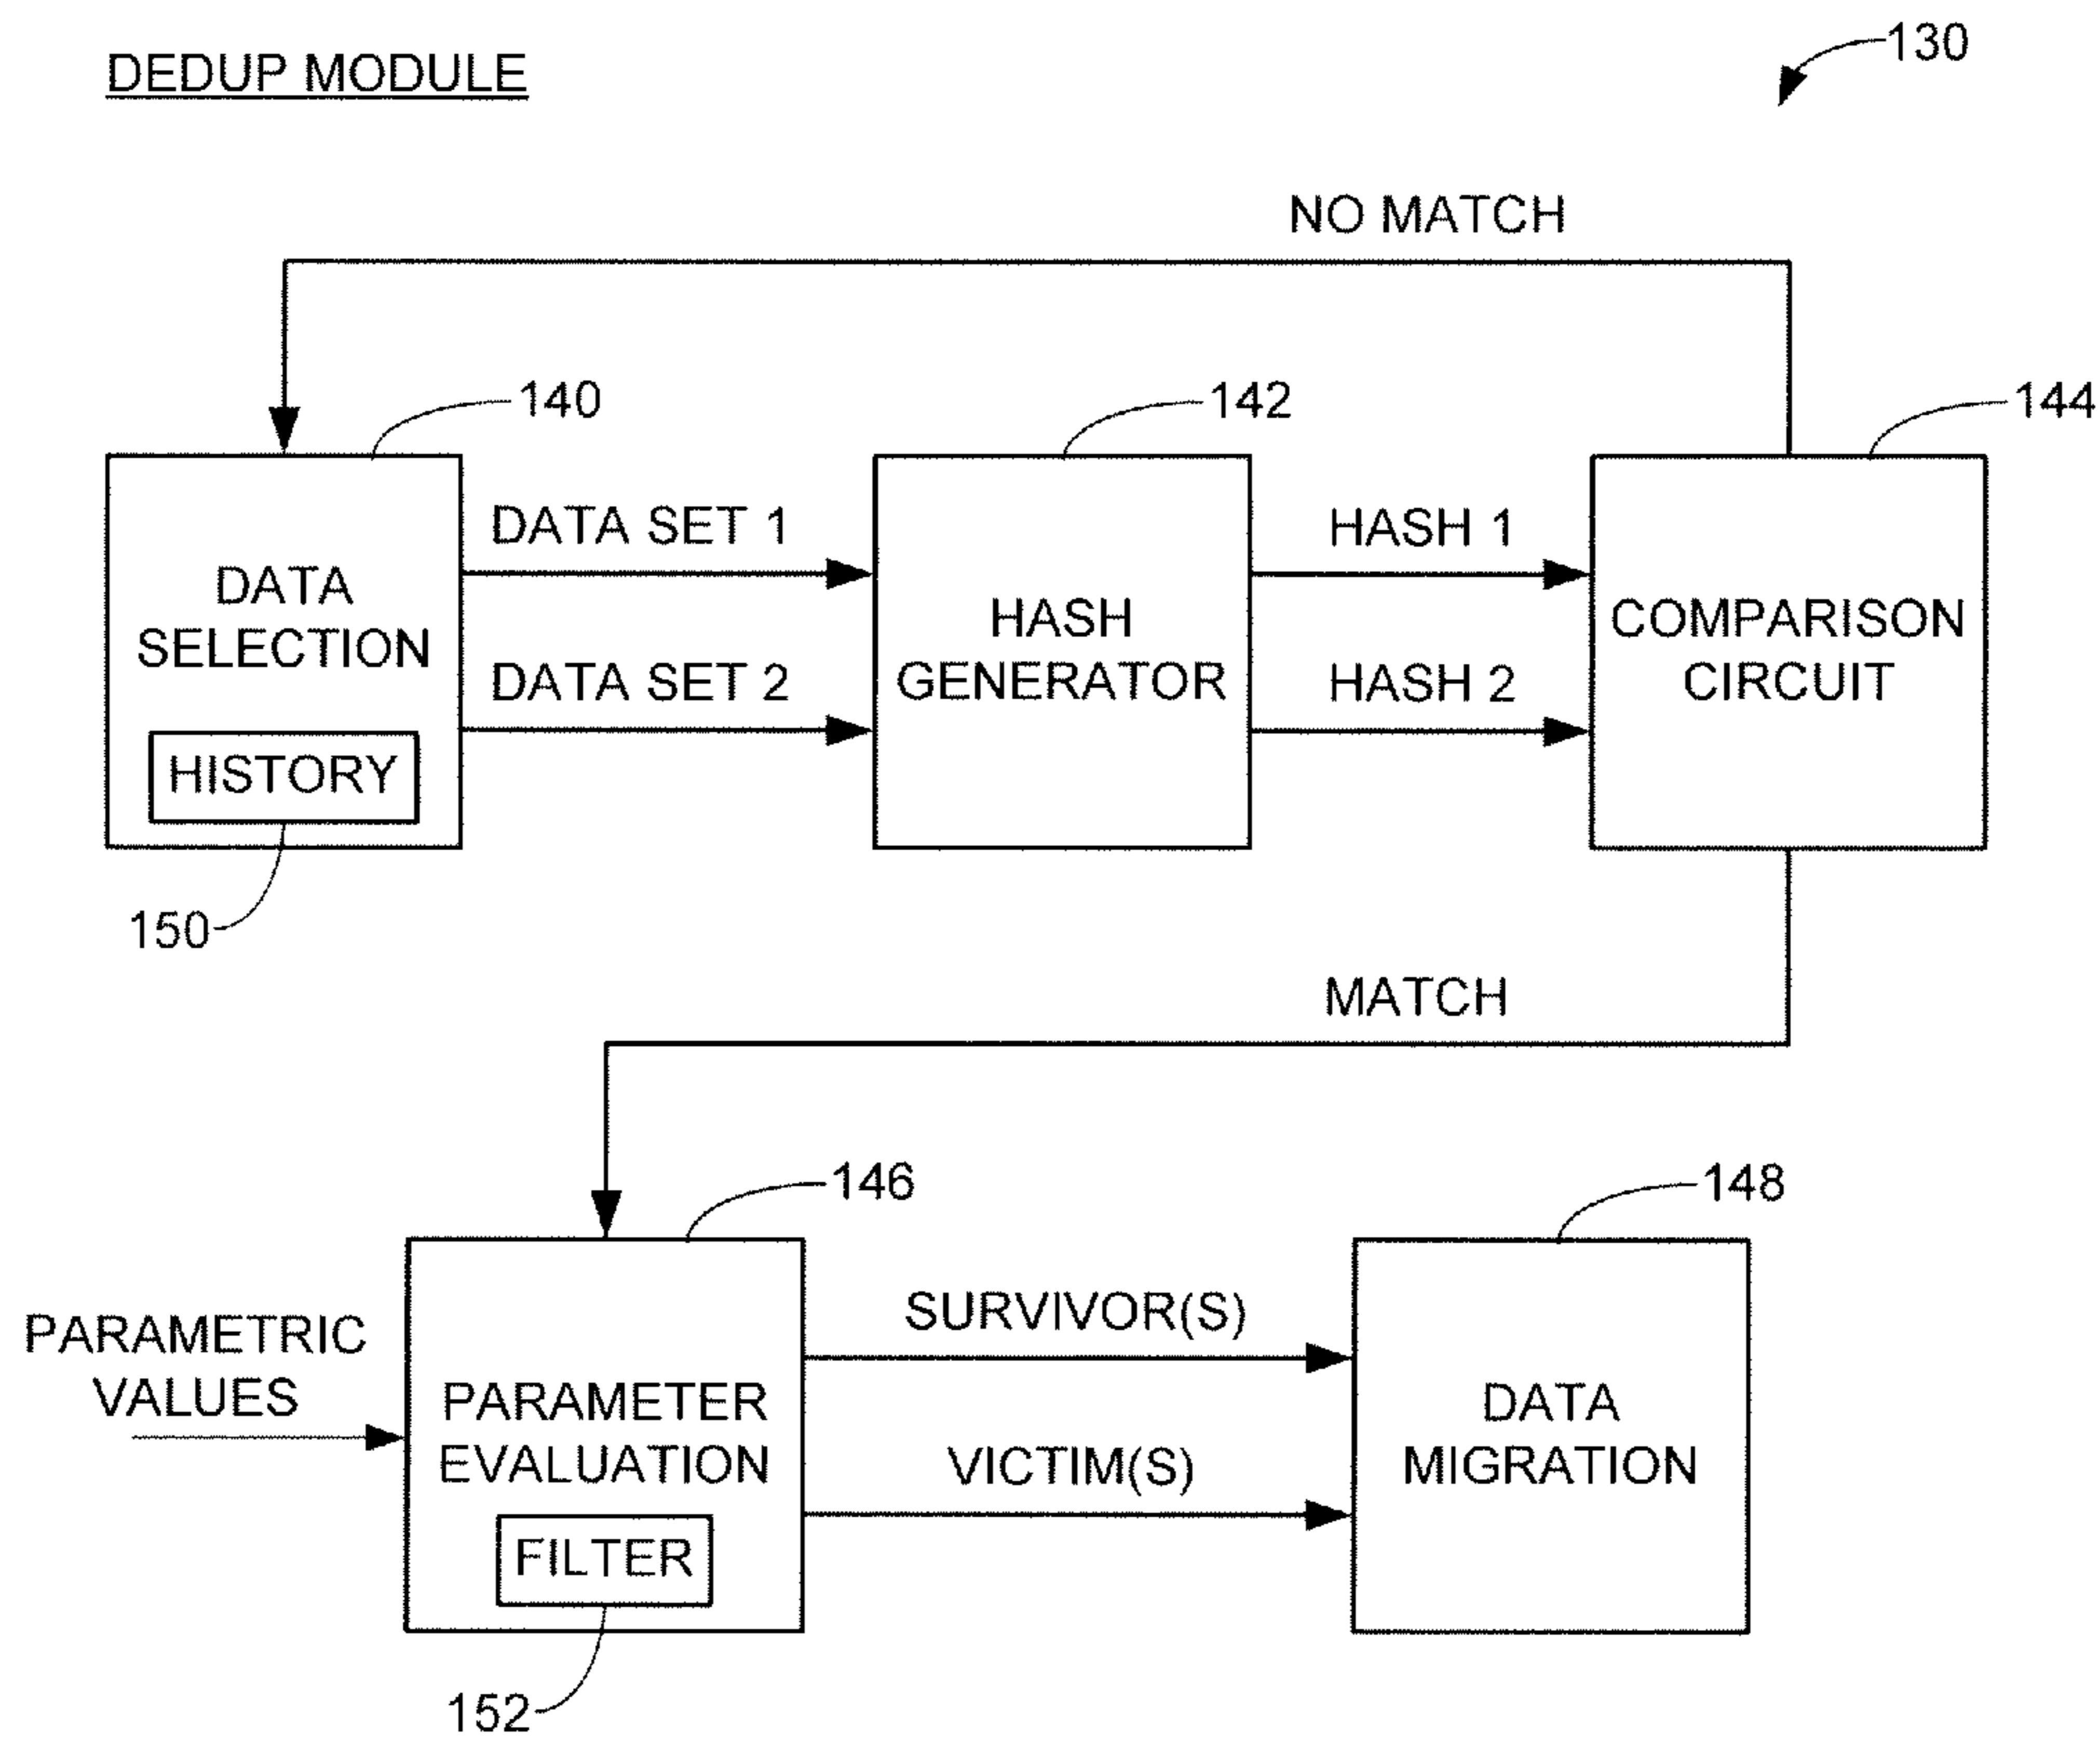 DEDUP MODULE
130
NO MATCH
140
142
144
DATA
SELECTION
HISTORY
150
DATA SET 1
DATA SET 2
HASH
GENERATOR
HASH 1
HASH 2
COMPARISON
CIRCUIT
MATCH
146
148
PARAMETRIC
VALUES
PARAMETER
EVALUATION
FILTER
152
SURVIVOR(S)
VICTIM(S)
DATA
MIGRATION